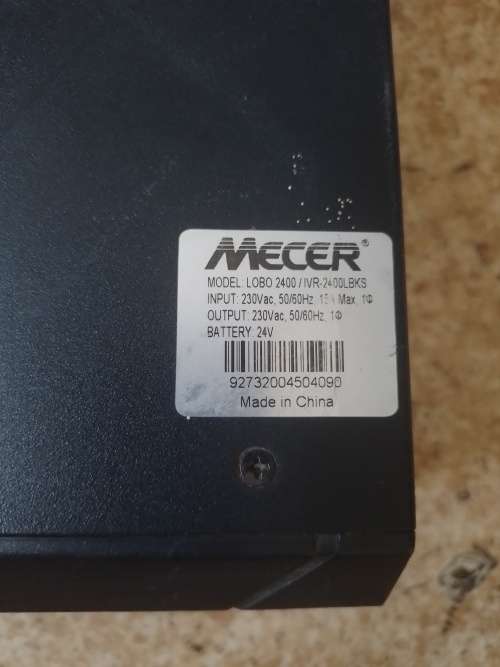 MECER®
MODEL: LOBO 2400 / IVR-2400LBKS
INPUT: 230Vac, 50/60Hz, Max, 1Φ
OUTPUT: 230Vac, 50/60Hz, 1Φ
BATTERY: 24V
92732004504090
Made in China